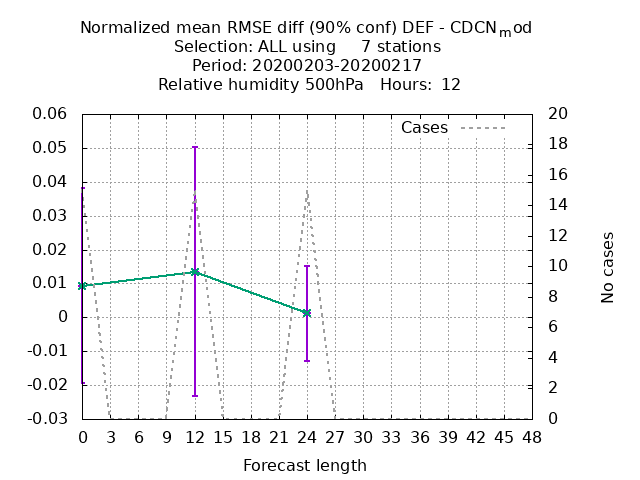 Normalized mean RMSE diff (90% conf) DEF - CDCNmod
Selection: ALL using 7 stations
Period: 20200203-20200217
Relative humidity 500hPa Hours: 12
Cases
0.06
0.05
0.04
0.03
0.02
0.01
0
-0.01
-0.02
-0.03
20
18
16
14
12
10
8
6
4
2
0
No cases
0 3 6 9 12 15 18 21 24 27 30 33 36 39 42 45 48
Forecast length